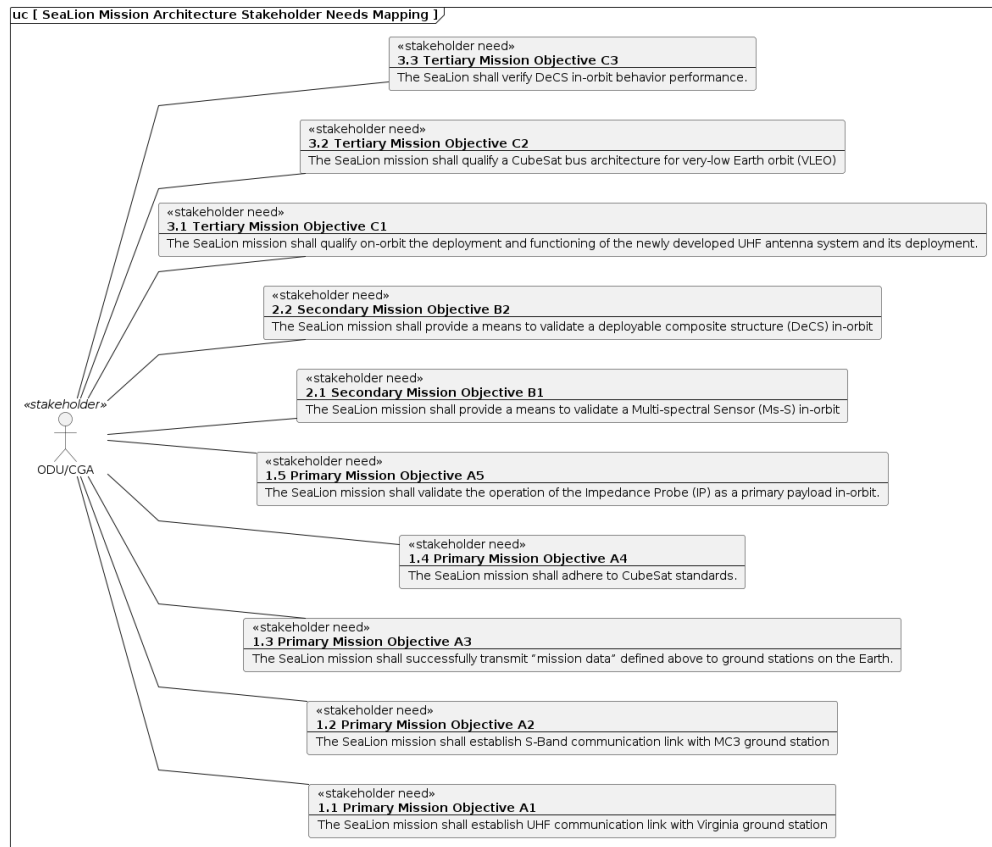 uc [ SeaLion Mission Architecture Stakeholder Needs Mapping ]
«stakeholder need»
3.3 Tertiary Mission Objective C3
The SeaLion shall verify DeCS in-orbit behavior performance.
«stakeholder need»
3.2 Tertiary Mission Objective C2
The SeaLion mission shall qualify a CubeSat bus architecture for very-low Earth orbit (VLEO)
«stakeholder need»
3.1 Tertiary Mission Objective C1
The SeaLion mission shall qualify on-orbit the deployment and functioning of the newly developed UHF antenna system and its deployment.
«stakeholder need»
2.2 Secondary Mission Objective B2
The SeaLion mission shall provide a means to validate a deployable composite structure (DeCS) in-orbit
«stakeholder need»
2.1 Secondary Mission Objective B1
The SeaLion mission shall provide a means to validate a Multi-spectral Sensor (Ms-S) in-orbit
«stakeholder»
ODU/CGA
«stakeholder need»
1.5 Primary Mission Objective A5
The SeaLion mission shall validate the operation of the Impedance Probe (IP) as a primary payload in-orbit.
«stakeholder need»
1.4 Primary Mission Objective A4
The SeaLion mission shall adhere to CubeSat standards.
«stakeholder need»
1.3 Primary Mission Objective A3
The SeaLion mission shall successfully transmit “mission data” defined above to ground stations on the Earth.
«stakeholder need»
1.2 Primary Mission Objective A2
The SeaLion mission shall establish S-Band communication link with MC3 ground station
«stakeholder need»
1.1 Primary Mission Objective A1
The SeaLion mission shall establish UHF communication link with Virginia ground station